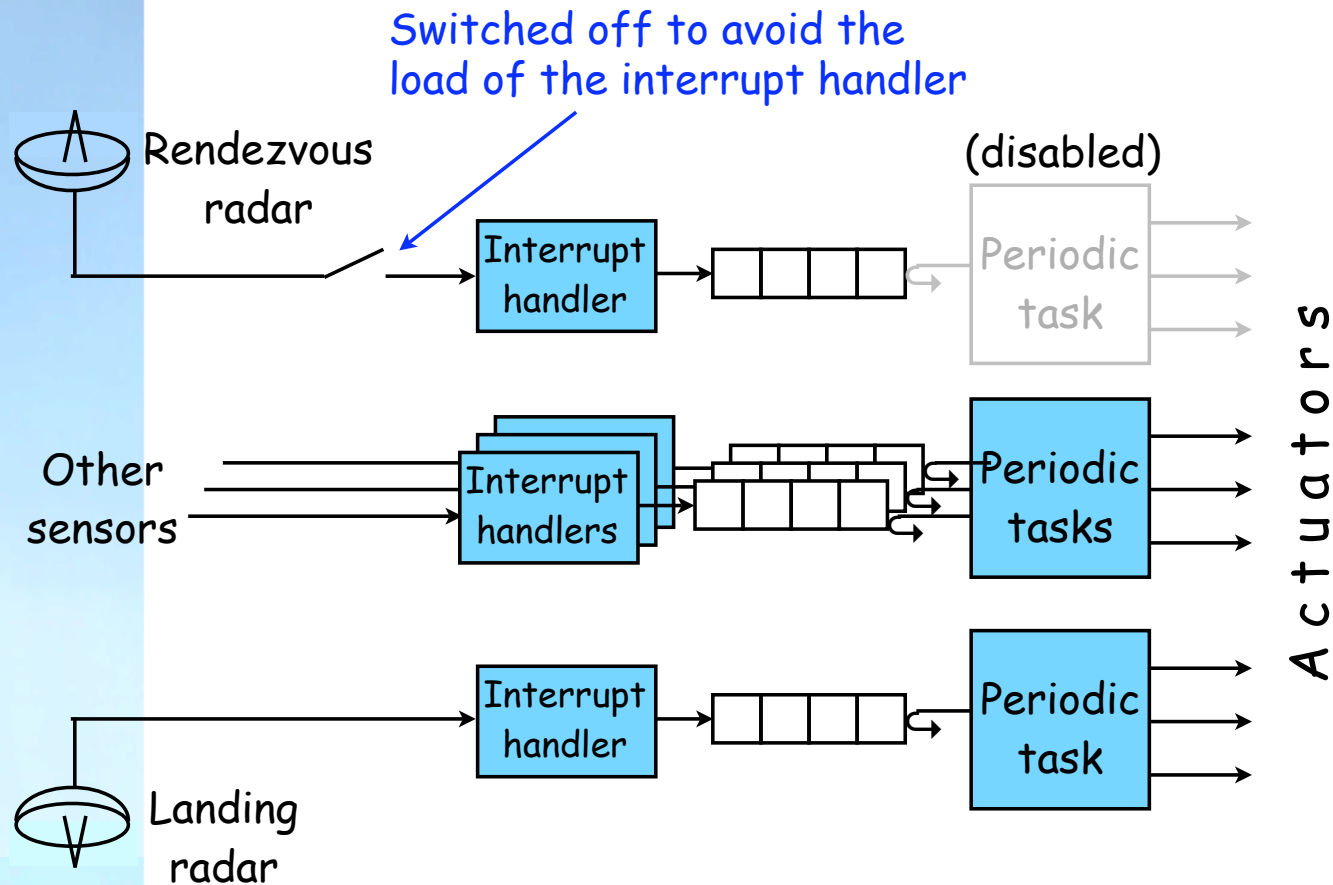 Switched off to avoid the
load of the interrupt handler
Rendezvous
radar
(disabled)
Interrupt
handler
Periodic
task
Other
sensors
Interrupt
handlers
Periodic
tasks
Actuators
Interrupt
handler
Periodic
task
Landing
radar